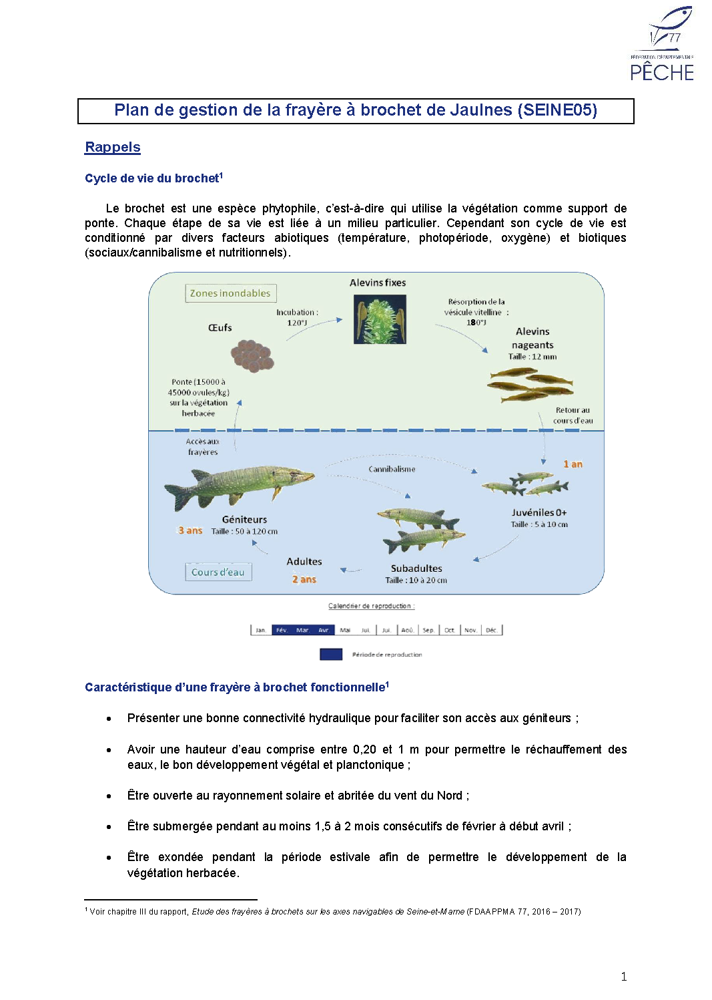 77
FÉDÉRATION DÉPARTEMENTALE
PÊCHE
Plan de gestion de la frayère à brochet de Jaulnes (SEINE05)
Rappels
Cycle de vie du brochet1
Le brochet est une espèce phytophile, c’est-à-dire qui utilise la végétation comme support de
ponte. Chaque étape de sa vie est liée à un milieu particulier. Cependant son cycle de vie est
conditionné par divers facteurs abiotiques (température, photopériode, oxygène) et biotiques
(sociaux/cannibalisme et nutritionnels).
Zones inondables
Alevins fixes
Incubation :
120°J
Résorption de la
vésicule vitelline :
180°J
Œufs
Alevins
nageants
Taille : 12 mm
Ponte (15000 à
45000 ovules/kg)
sur la végétation
herbacée
Retour au
cours d’eau
Accès aux
frayères
Cannibalisme
1 an
Juvéniles 0+
Taille : 5 à 10 cm
Géniteurs
3 ans Taille : 50 à 120 cm
Adultes
2 ans
Subadultes
Taille : 10 à 20 cm
Cours d’eau
Calendrier de reproduction :
Jan. Fév. Mar. Avr Mai Jui. Jui. Aoû. Sep. Oct. Nov. Déc.
Période de reproduction
Caractéristique d’une frayère à brochet fonctionnelle1
• Présenter une bonne connectivité hydraulique pour faciliter son accès aux géniteurs ;
• Avoir une hauteur d’eau comprise entre 0,20 et 1 m pour permettre le réchauffement des
eaux, le bon développement végétal et planctonique ;
• Être ouverte au rayonnement solaire et abritée du vent du Nord ;
• Être submergée pendant au moins 1,5 à 2 mois consécutifs de février à début avril ;
• Être exondée pendant la période estivale afin de permettre le développement de la
végétation herbacée.
1 Voir chapitre III du rapport, Etude des frayères à brochets sur les axes navigables de Seine-et-Marne (FDAAPPMA 77, 2016 – 2017)
1